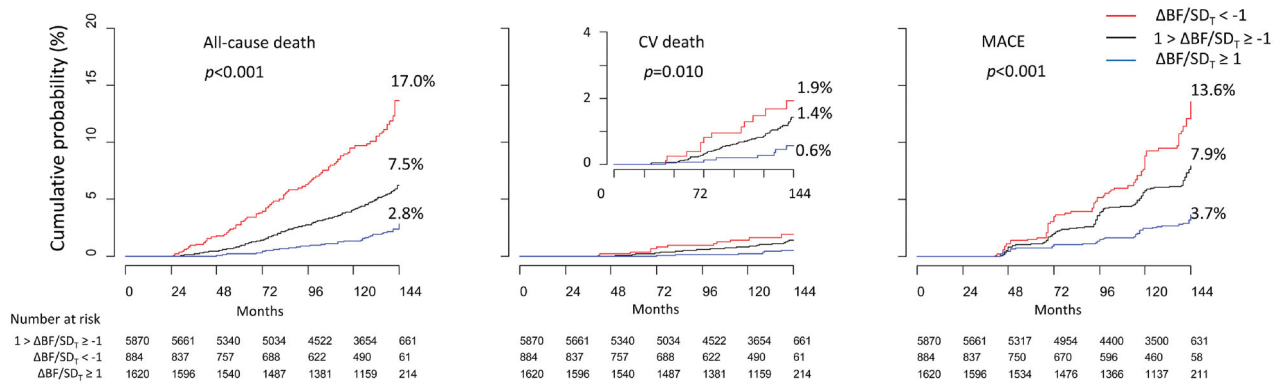 ΔBF/SD_T < -1
1 > ΔBF/SD_T ≥ -1
ΔBF/SD_T ≥ 1
Cumulative probability (%)
20
15
10
5
0
All-cause death
p<0.001
17.0%
7.5%
2.8%
0 24 48 72 96 120 144
Months
CV death
p=0.010
4
2
0
1.9%
1.4%
0.6%
0 72 144
0 24 48 72 96 120 144
Months
MACE
p<0.001
13.6%
7.9%
3.7%
0 24 48 72 96 120 144
Months
Number at risk
1 > ΔBF/SD_T ≥ -1 5870 5661 5340 5034 4522 3654 661 5870 5661 5340 5034 4522 3654 661 5870 5661 5317 4954 4400 3500 631
ΔBF/SD_T < -1 884 837 757 688 622 490 61 884 837 757 688 622 490 61 884 837 750 670 596 460 58
ΔBF/SD_T ≥ 1 1620 1596 1540 1487 1381 1159 214 1620 1596 1540 1487 1381 1159 214 1620 1596 1534 1476 1366 1137 211